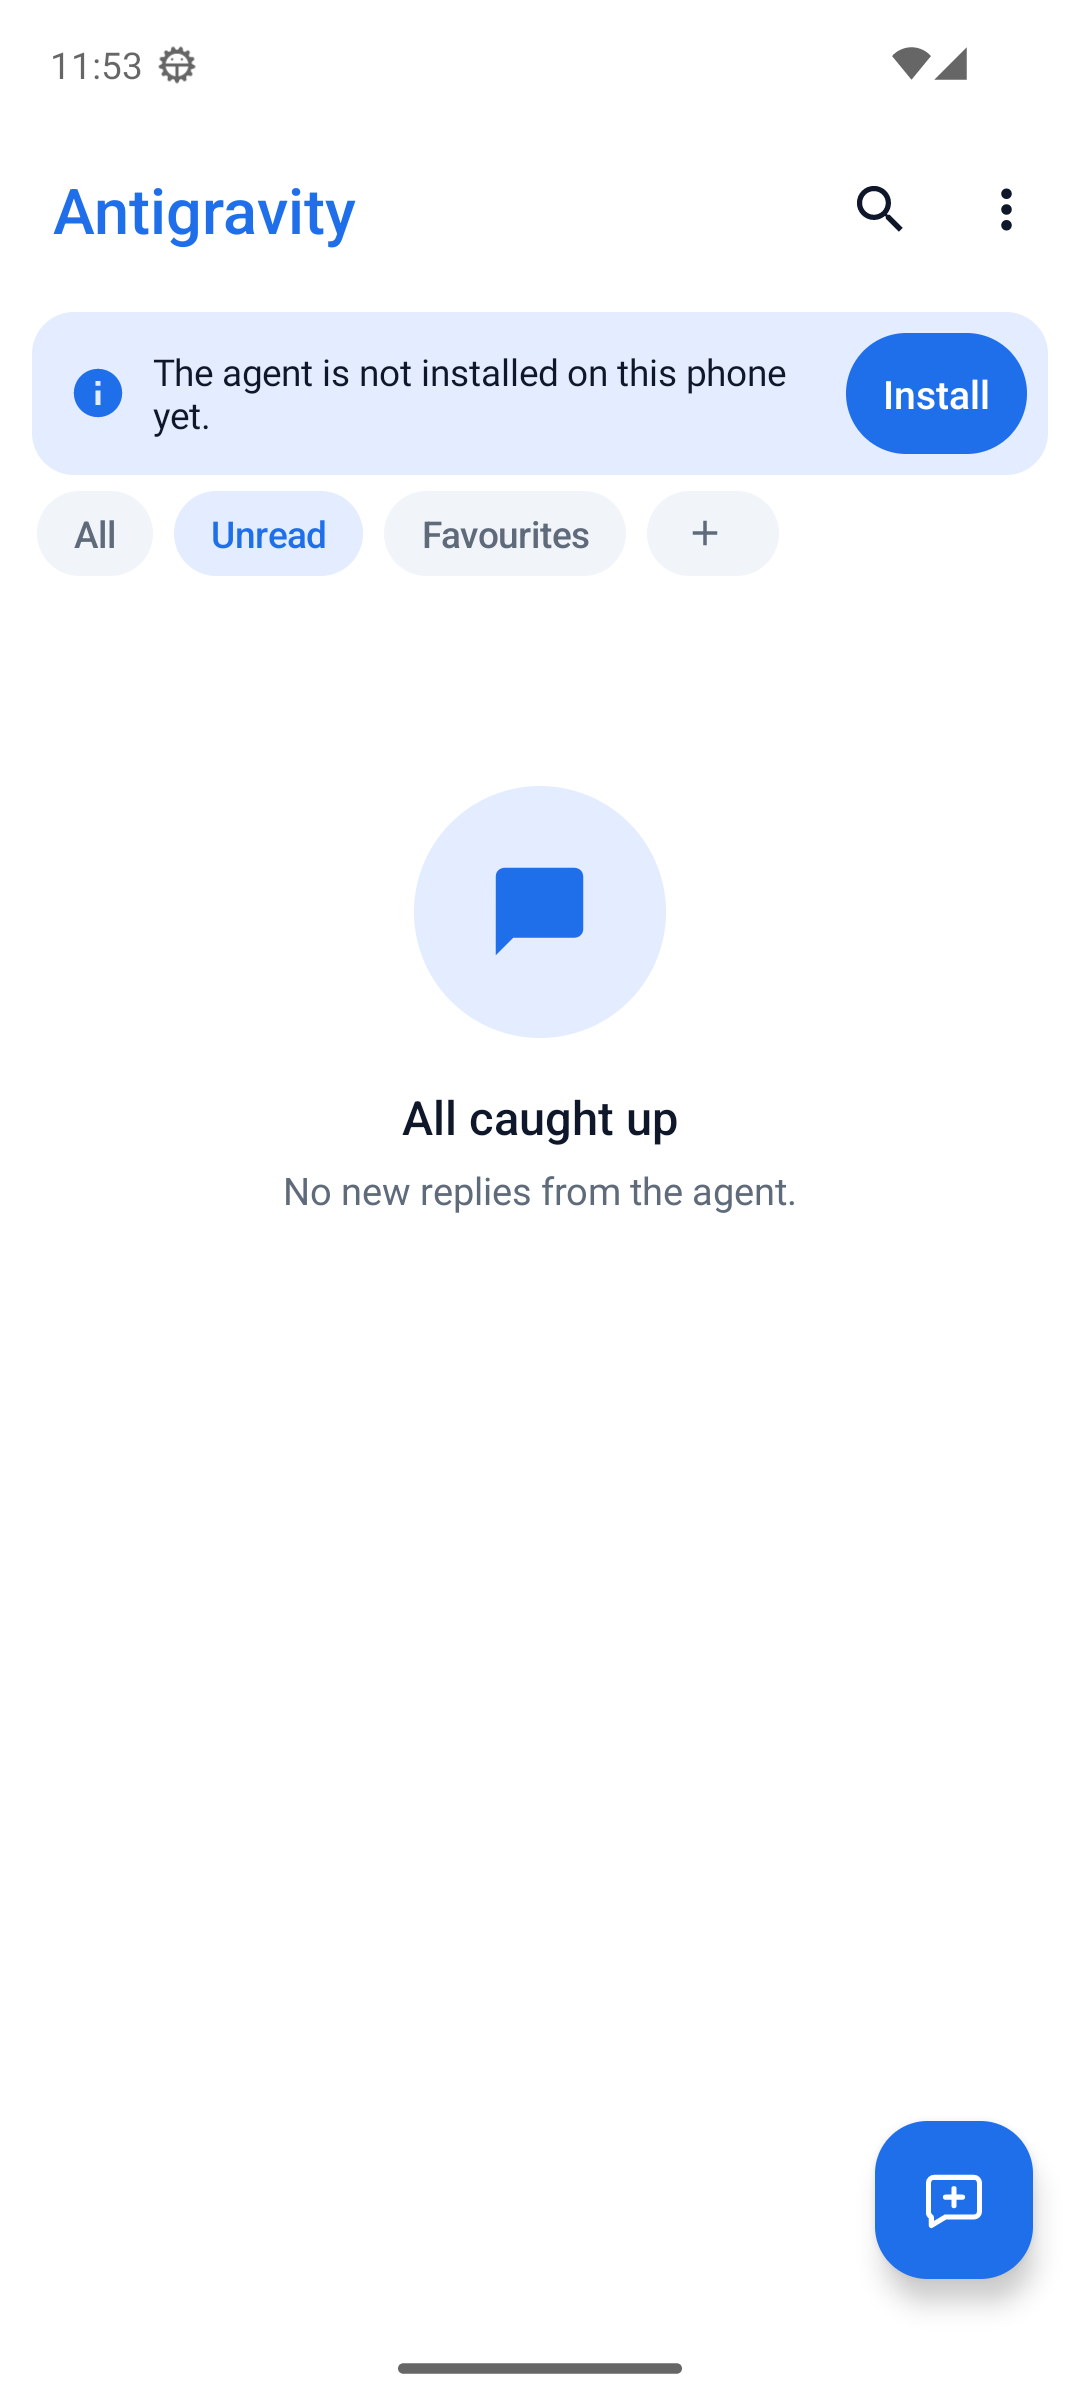 11:53
Antigravity
The agent is not installed on this phone
yet.
Install
All
Unread
Favourites
+
All caught up
No new replies from the agent.